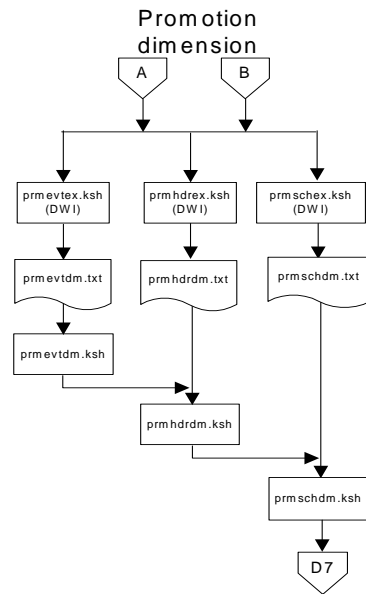 Promotion
dimension
A
B
prmevtex.ksh
(DWI)
prmhdrex.ksh
(DWI)
prmschex.ksh
(DWI)
prmevtdm.txt
prmhdrdm.txt
prmschdm.txt
prmevtdm.ksh
prmhdrdm.ksh
prmschdm.ksh
D7